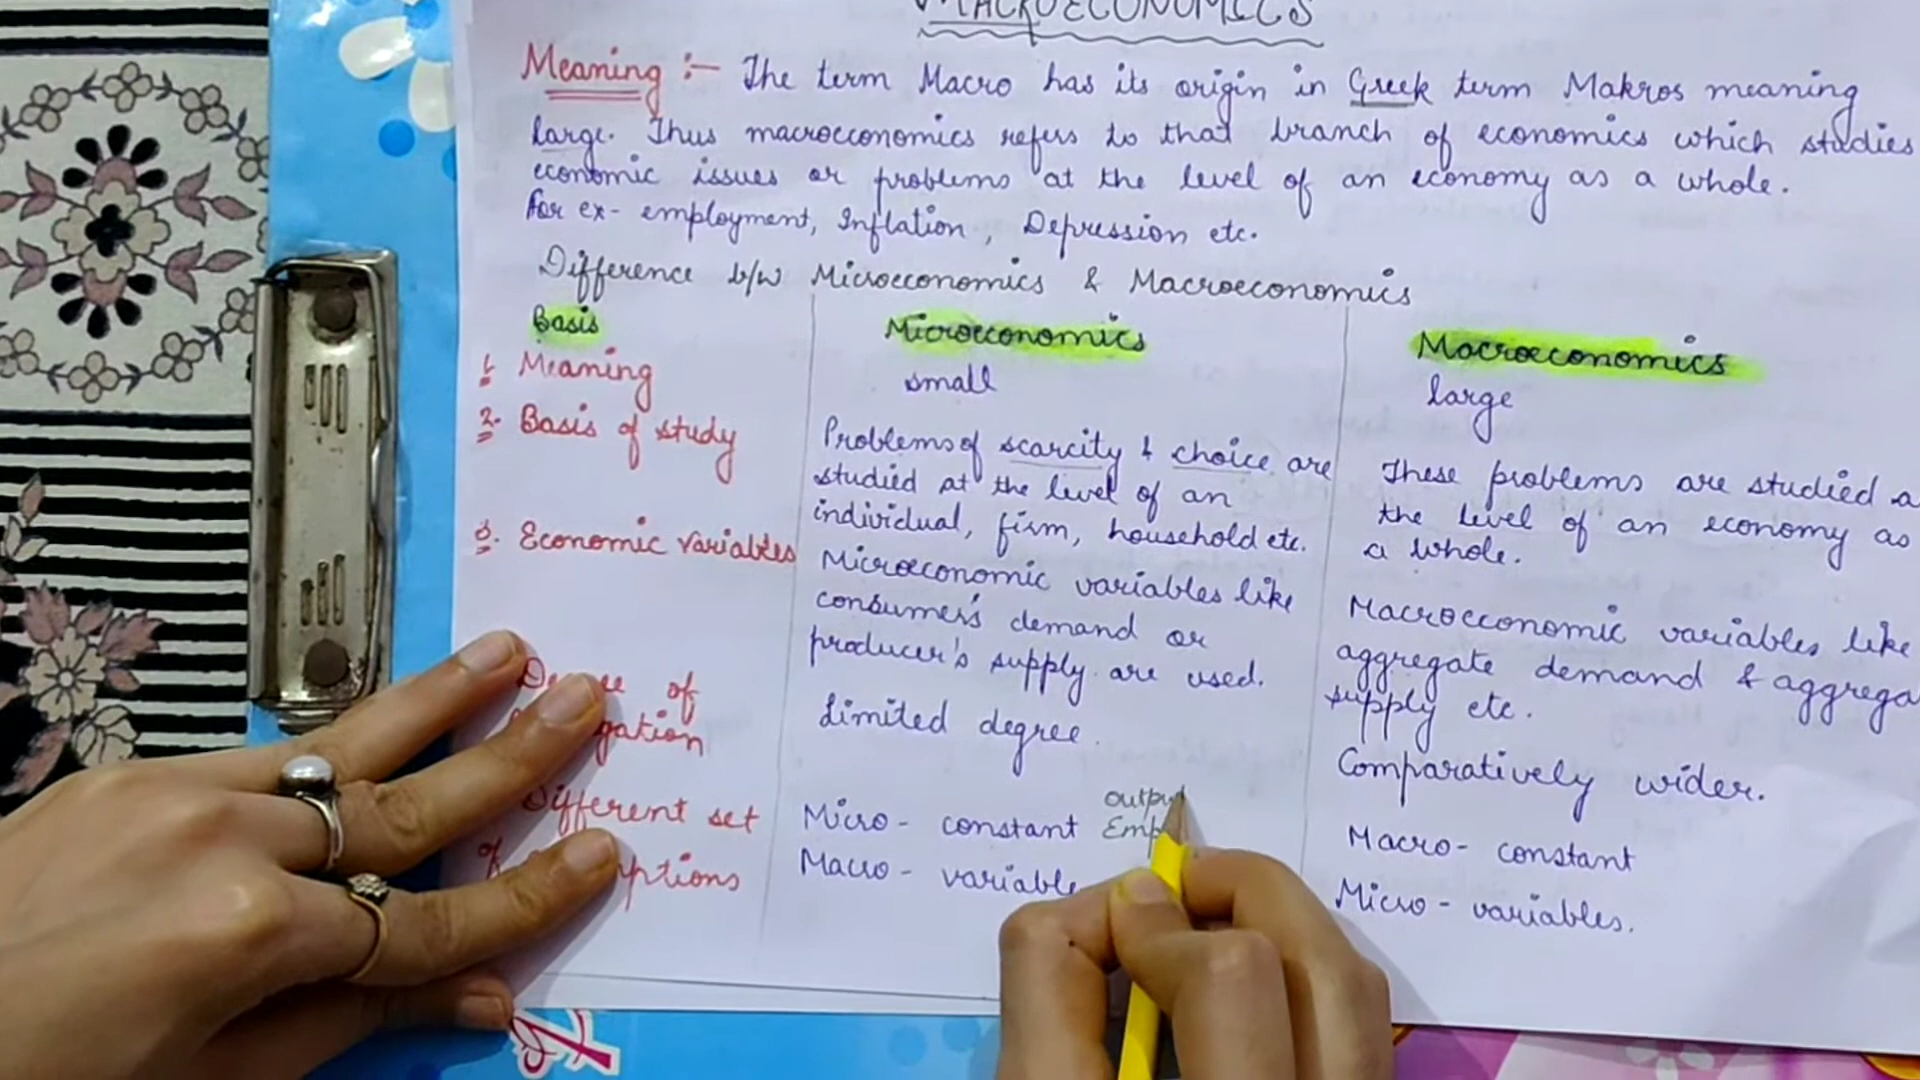 MACROECONOMICS
Meaning :- The term Macro has its origin in Greek term Makros meaning
large. Thus macroeconomics refers to that branch of economics which studies
economic issues or problems at the level of an economy as a whole.
For ex- employment, Inflation, Depression etc.
Difference b/w Microeconomics & Macroeconomics
Basis Microeconomics Macroeconomics
1. Meaning small large
2. Basis of study
Problems of scarcity & choice are
studied at the level of an
individual, firm, household etc.
These problems are studied a
the level of an economy as
a whole.
3. Economic variables
Microeconomic variables like
consumer's demand or
producer's supply are used.
Macroeconomic variables like
aggregate demand & aggrega
supply etc.
of
Limited degree.
Comparatively wider.
Different set
of
Micro - constant
Macro - variable
output
Emp
Macro - constant
Micro - variables.